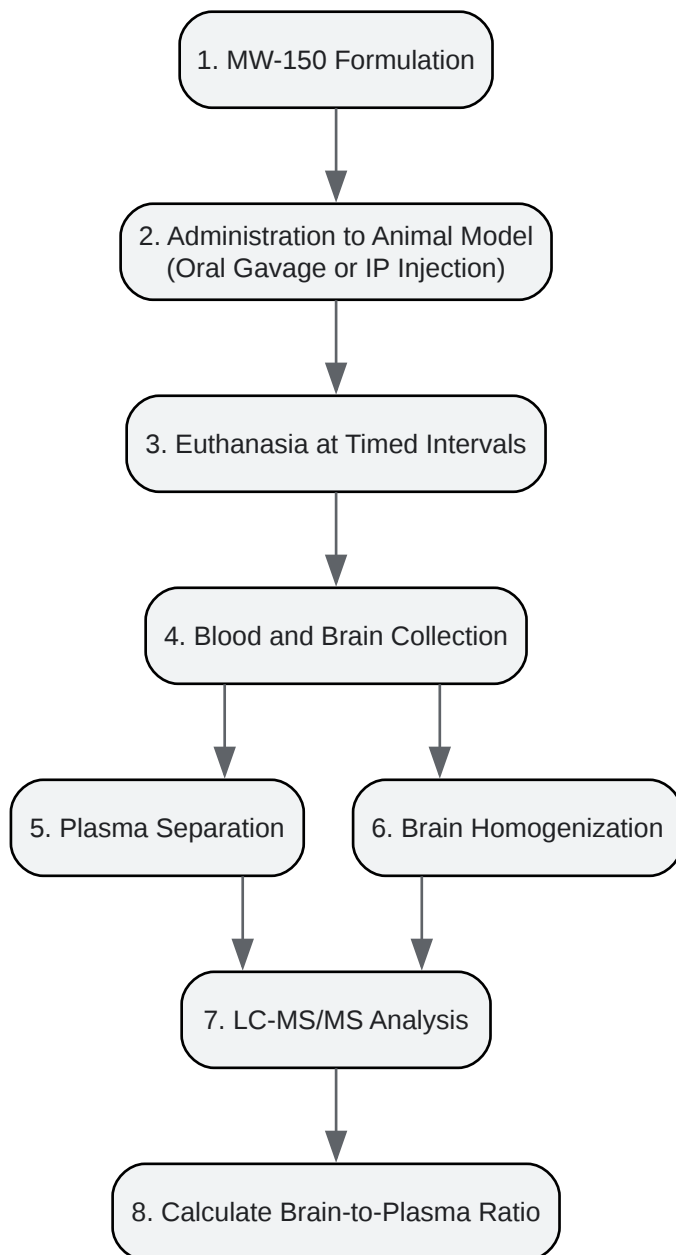 1. MW-150 Formulation
2. Administration to Animal Model
(Oral Gavage or IP Injection)
3. Euthanasia at Timed Intervals
4. Blood and Brain Collection
5. Plasma Separation
6. Brain Homogenization
7. LC-MS/MS Analysis
8. Calculate Brain-to-Plasma Ratio